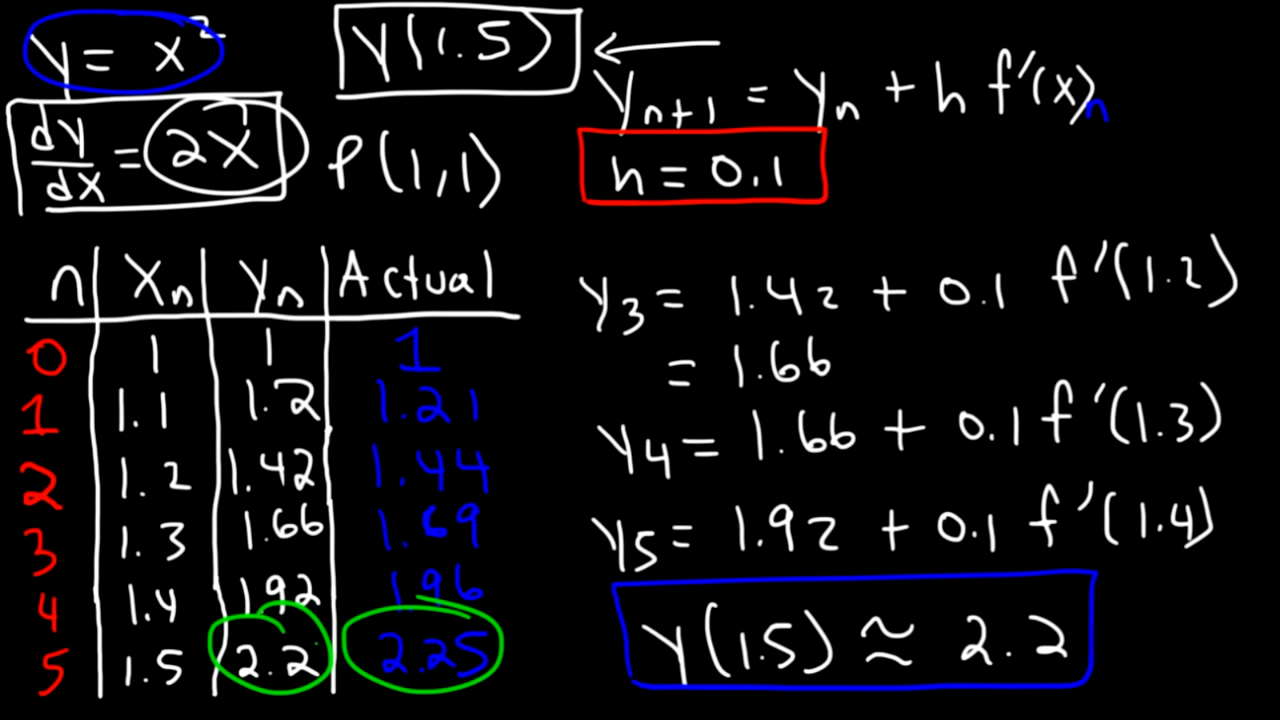 y = x²
y(1.5) ←
dy/dx = 2x
P(1,1)
yₙ₊₁ = yₙ + h f'(x)ₙ
h = 0.1
n | xₙ | yₙ | Actual
0 | 1 | 1 | 1
1 | 1.1 | 1.2 | 1.21
2 | 1.2 | 1.42 | 1.44
3 | 1.3 | 1.66 | 1.69
4 | 1.4 | 1.92 | 1.96
5 | 1.5 | 2.2 | 2.25
y₃ = 1.42 + 0.1 f'(1.2)
= 1.66
y₄ = 1.66 + 0.1 f'(1.3)
y₅ = 1.92 + 0.1 f'(1.4)
y(1.5) ≈ 2.2